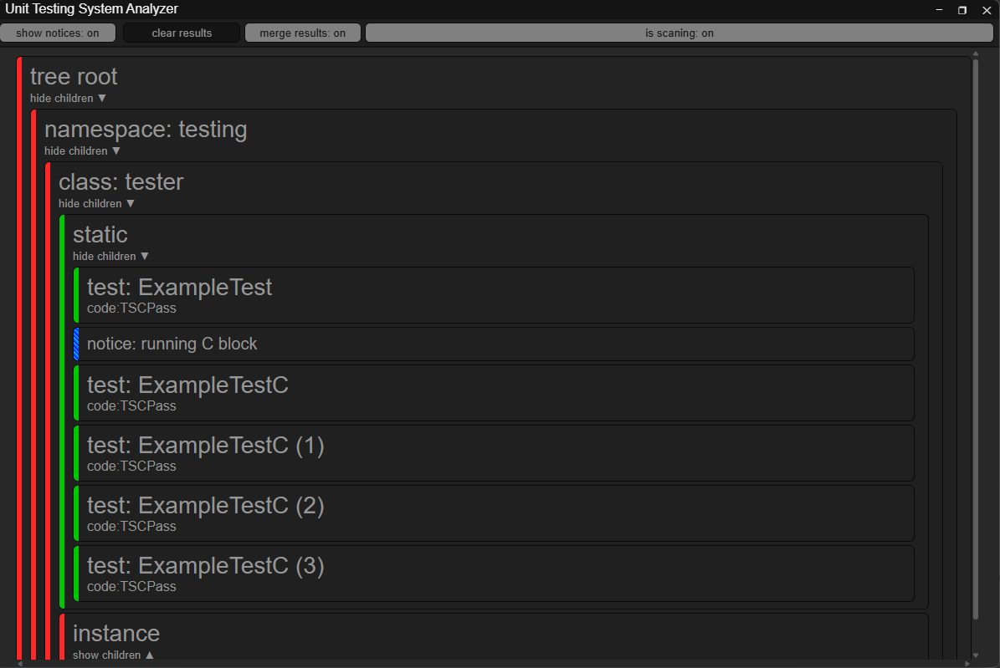 Unit Testing System Analyzer
show notices: on
clear results
merge results: on
is scaning: on
tree root
hide children ▼
namespace: testing
hide children ▼
class: tester
hide children ▼
static
hide children ▼
test: ExampleTest
code:TSCPass
notice: running C block
test: ExampleTestC
code:TSCPass
test: ExampleTestC (1)
code:TSCPass
test: ExampleTestC (2)
code:TSCPass
test: ExampleTestC (3)
code:TSCPass
instance
show children ▲